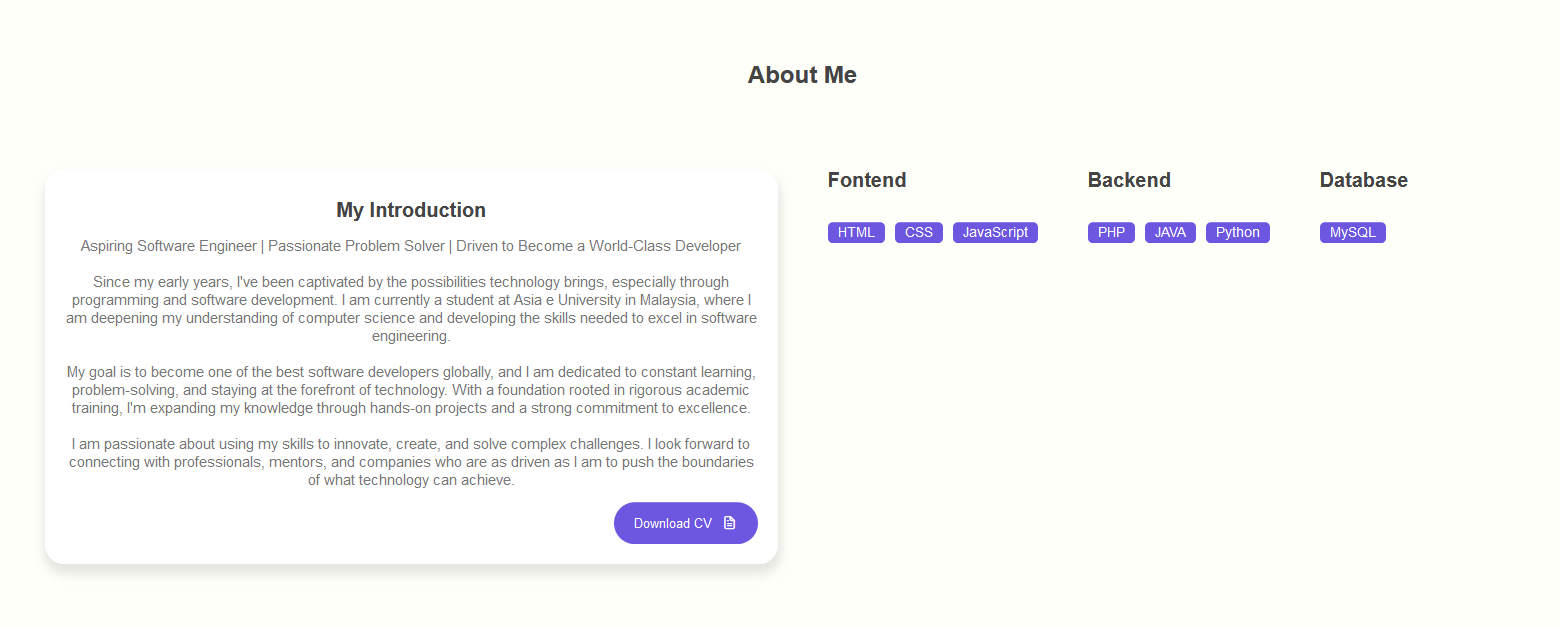 About Me
My Introduction
Aspiring Software Engineer | Passionate Problem Solver | Driven to Become a World-Class Developer
Since my early years, I've been captivated by the possibilities technology brings, especially through
programming and software development. I am currently a student at Asia e University in Malaysia, where I
am deepening my understanding of computer science and developing the skills needed to excel in software
engineering.
My goal is to become one of the best software developers globally, and I am dedicated to constant learning,
problem-solving, and staying at the forefront of technology. With a foundation rooted in rigorous academic
training, I'm expanding my knowledge through hands-on projects and a strong commitment to excellence.
I am passionate about using my skills to innovate, create, and solve complex challenges. I look forward to
connecting with professionals, mentors, and companies who are as driven as I am to push the boundaries
of what technology can achieve.
Download CV
Fontend
HTML CSS JavaScript
Backend
PHP JAVA Python
Database
MySQL